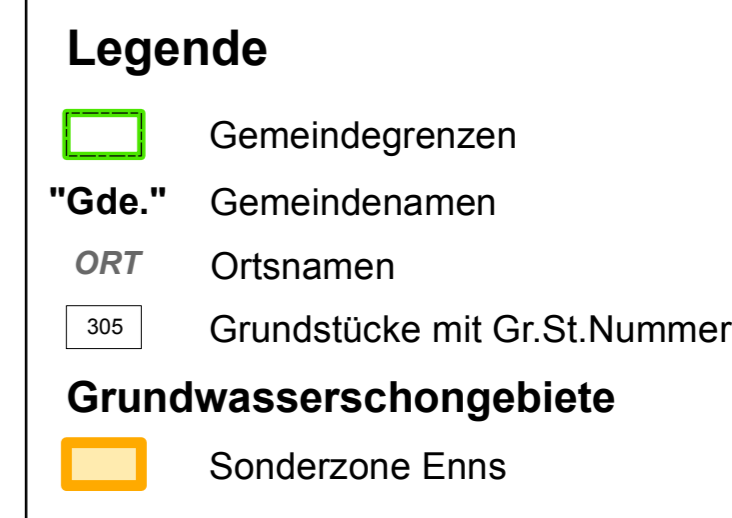 Legende
Gemeindegrenzen
"Gde." Gemeindenamen
ORT Ortsnamen
305 Grundstücke mit Gr.St.Nummer
Grundwasserschongebiete
Sonderzone Enns